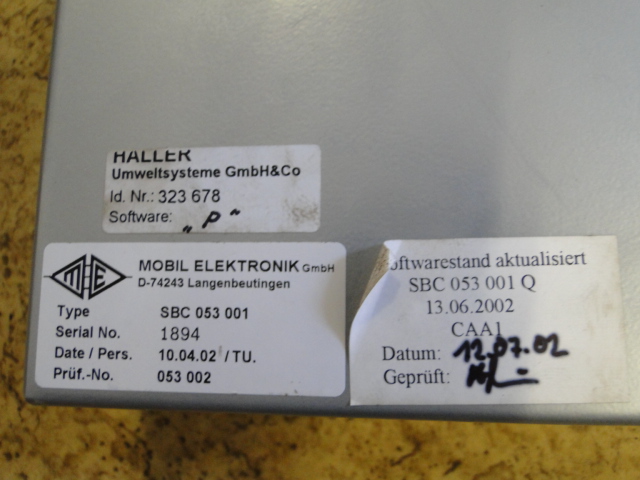 HALLER
Umweltsysteme GmbH&Co
Id. Nr.: 323 678
Software: "P"
MHE
MOBIL ELEKTRONIK GmbH
D-74243 Langenbeutingen
Type SBC 053 001
Serial No. 1894
Date / Pers. 10.04.02 / TU.
Prüf.-No. 053 002
oftwarestand aktualisiert
SBC 053 001 Q
13.06.2002
CAA1
Datum: 12.07.02
Geprüft: